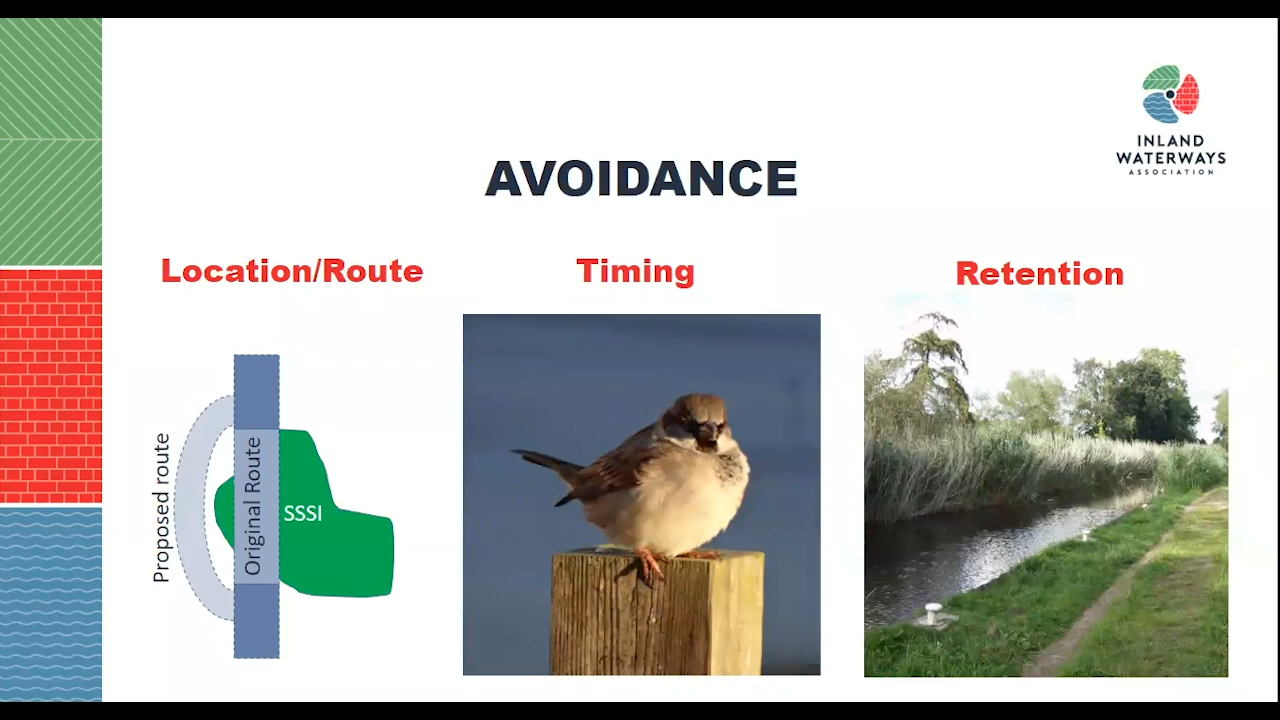 INLAND
WATERWAYS
ASSOCIATION
AVOIDANCE
Location/Route
Timing
Retention
Proposed route
Original Route
SSSI